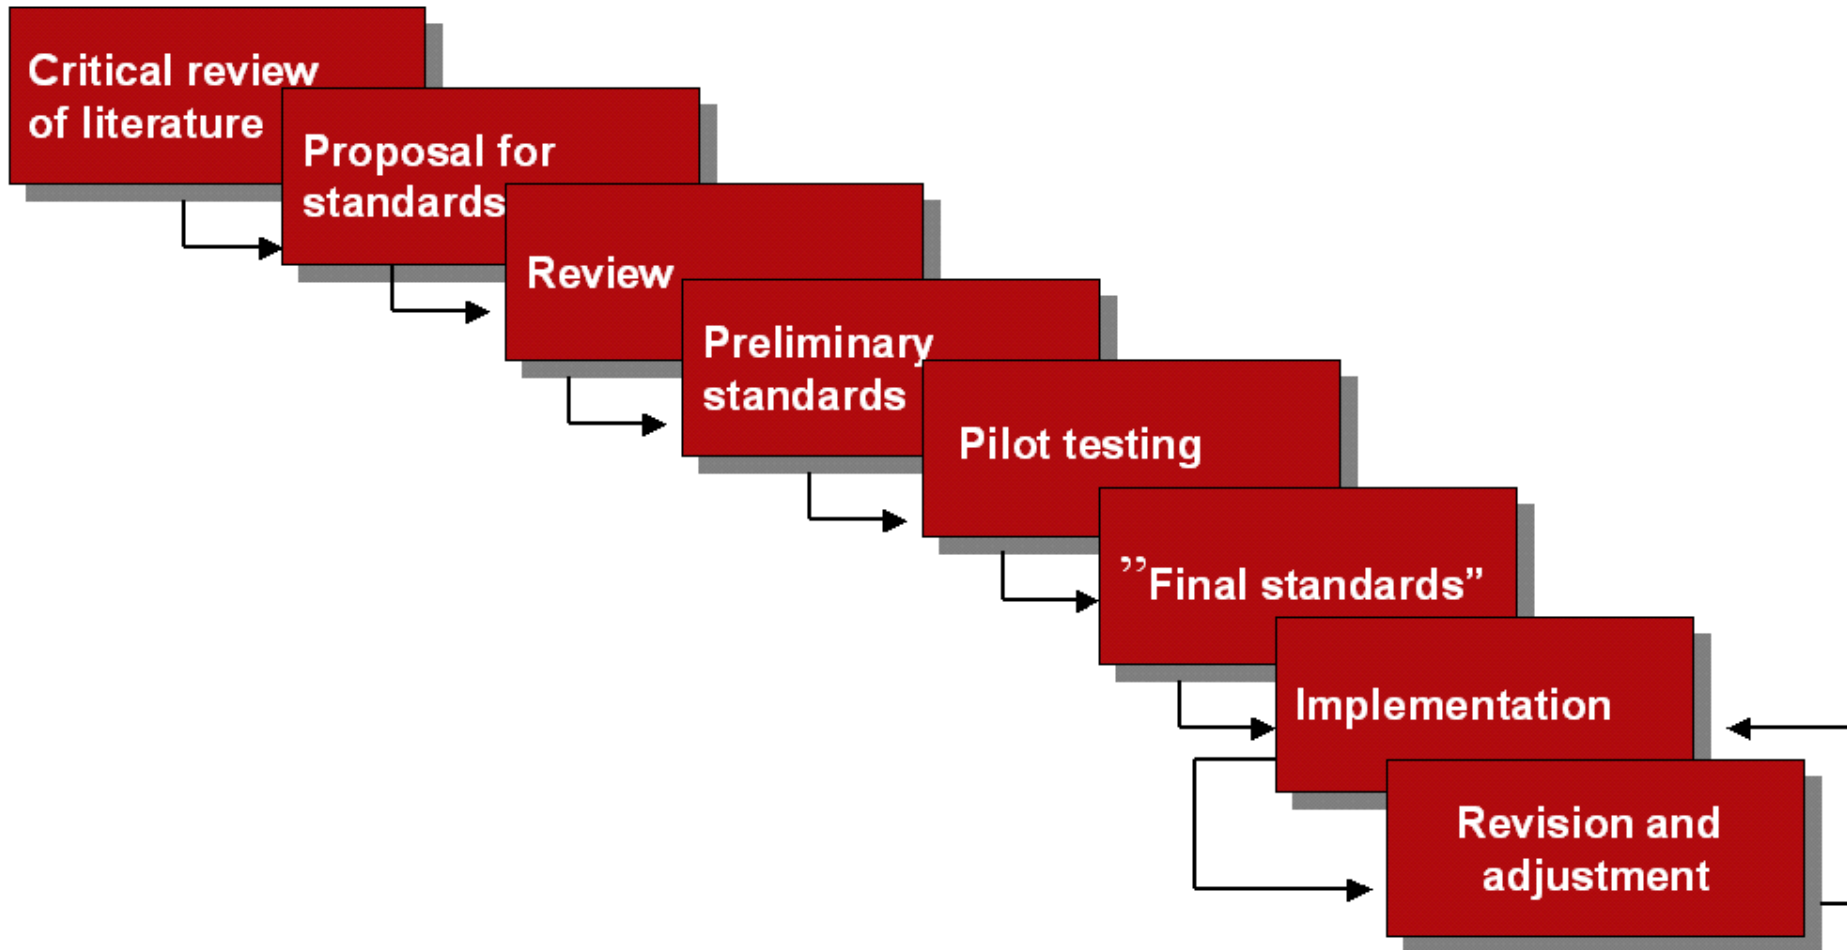 Critical review
of literature
Proposal for
standards
Review
Preliminary
standards
Pilot testing
”Final standards”
Implementation
Revision and
adjustment